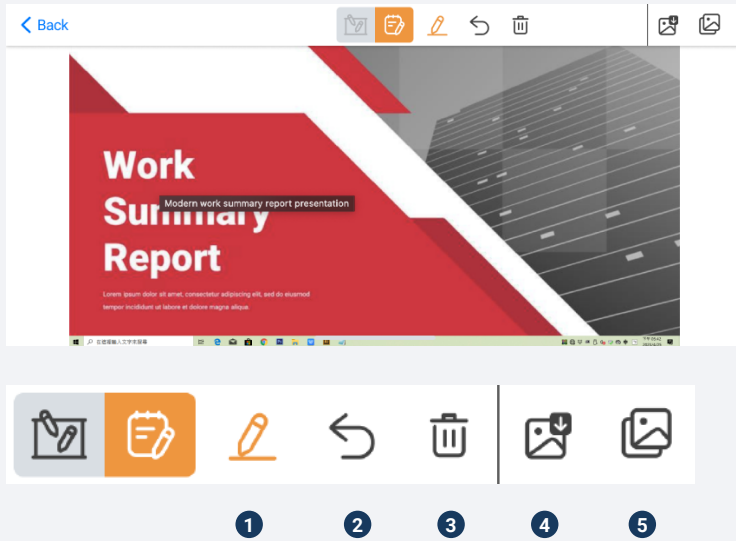 Back
Work
Summary
Modern work summary report presentation
Report
Lorem ipsum dolor sit amet, consectetur adipiscing elit, sed do eiusmod
tempor incididunt ut labore et dolore magna aliqua.
1 2 3 4 5